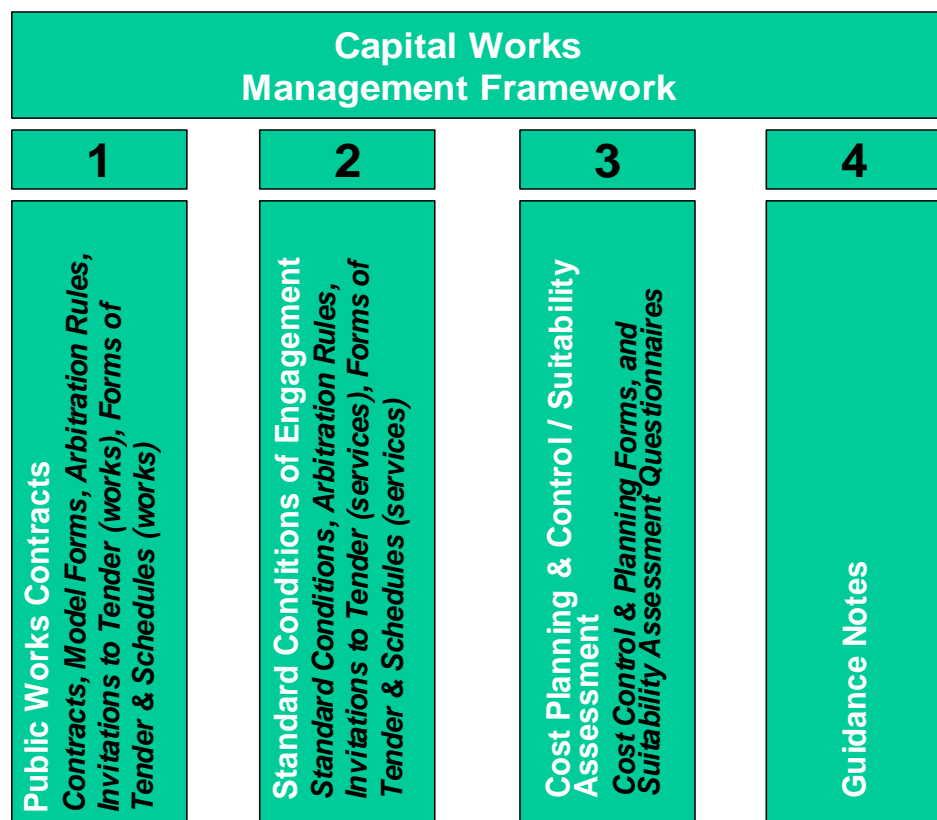 Capital Works
Management Framework
1
2
3
4
Public Works Contracts
Contracts, Model Forms, Arbitration Rules,
Invitations to Tender (works), Forms of
Tender & Schedules (works)
Standard Conditions of Engagement
Standard Conditions, Arbitration Rules,
Invitations to Tender (services), Forms of
Tender & Schedules (services)
Cost Planning & Control / Suitability
Assessment
Cost Control & Planning Forms, and
Suitability Assessment Questionnaires
Guidance Notes